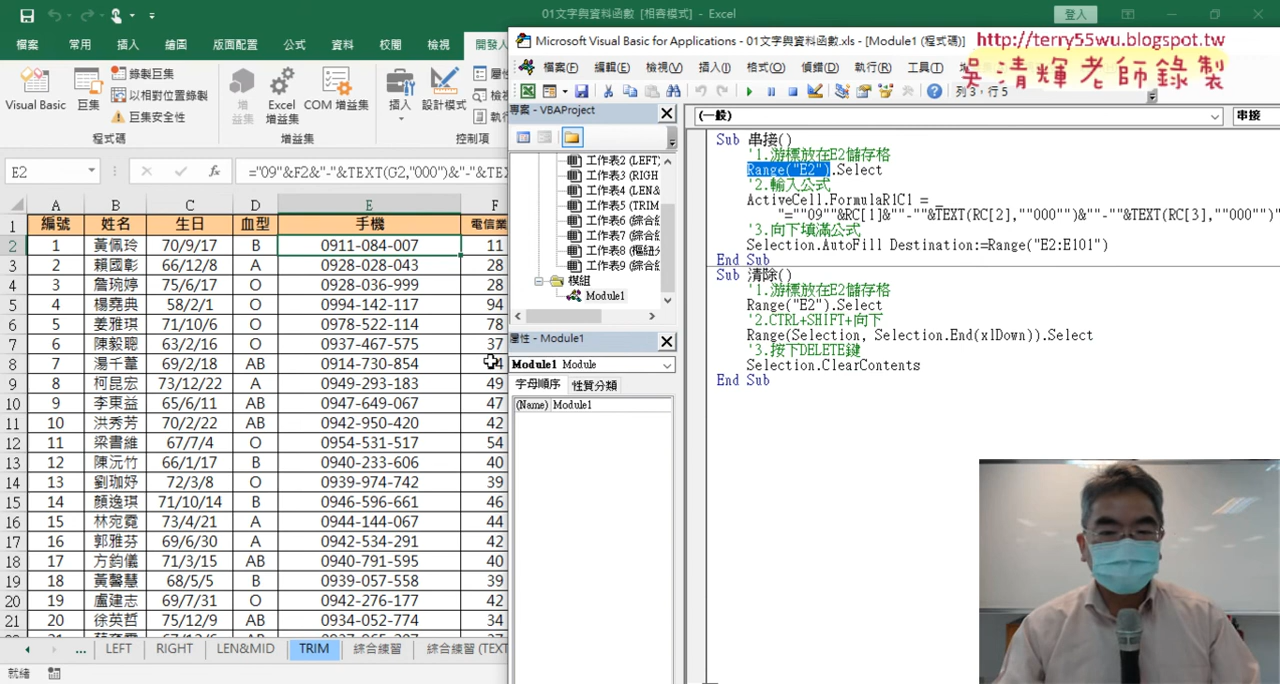 01文字與資料函數 [相容模式] - Excel
登入
檔案 常用 插入 繪圖 版面配置 公式 資料 校閱 檢視 開發人
Visual Basic 巨集 錄製巨集 以相對位置錄製 巨集安全性 程式碼
增益集 Excel 增益集 COM 增益集 增益集
插入 設計模式 控制項
E2 ="09"&F2&"-"&TEXT(G2,"000")&"-"&TE
A B C D E F
1 編號 姓名 生日 血型 手機 電信業
2 1 黃佩玲 70/9/17 B 0911-084-007 11
3 2 賴國彰 66/12/8 A 0928-028-043 28
4 3 詹琬婷 75/6/17 O 0928-036-999 28
5 4 楊堯典 58/2/1 O 0994-142-117 94
6 5 姜雅琪 71/10/6 O 0978-522-114 78
7 6 陳毅聰 63/2/16 O 0937-467-575 37
8 7 湯千葦 69/2/18 AB 0914-730-854
9 8 柯昆宏 73/12/22 A 0949-293-183 49
10 9 李東益 65/6/11 AB 0947-649-067 47
11 10 洪秀芳 70/2/22 AB 0942-950-420 42
12 11 梁書維 67/7/4 O 0954-531-517 54
13 12 陳沅竹 66/1/17 B 0940-233-606 40
14 13 劉珈妤 72/3/8 O 0939-974-742 39
15 14 顏逸琪 71/10/14 B 0946-596-661 46
16 15 林宛霓 73/4/21 A 0944-144-067 44
17 16 郭雅芬 69/6/30 A 0942-534-291 42
18 17 方鈞儀 71/3/15 AB 0940-791-595 40
19 18 黃馨慧 68/5/5 B 0939-057-558 39
20 19 盧建志 69/7/31 O 0942-276-177 42
21 20 徐英哲 75/12/9 AB 0934-052-774 34
... LEFT RIGHT LEN&MID TRIM 綜合練習 綜合練習 (TEXT
就緒
Microsoft Visual Basic for Applications - 01文字與資料函數.xls - [Module1 (程式碼)]
http://terry55wu.blogspot.tw
吳清輝老師錄製
檔案(F) 編輯(E) 檢視(V) 插入(I) 格式(O) 偵錯(D) 執行(R) 工具(T)
列 3, 行 5
專案 - VBAProject
工作表2 (LEFT)
工作表3 (RIGH
工作表4 (LEN&
工作表5 (TRIM
工作表6 (綜合
工作表7 (綜合
工作表8 (樞紐
工作表9 (綜合
模組
Module1
屬性 - Module1
Module1 Module
字母順序 性質分類
(Name) Module1
(一般) 串接
Sub 串接()
'1.游標放在E2儲存格
Range("E2").Select
'2.輸入公式
ActiveCell.FormulaR1C1 = _
"=""09""&RC[1]&""-""&TEXT(RC[2],""000"")&""-""&TEXT(RC[3],""000"")"
'3.向下填滿公式
Selection.AutoFill Destination:=Range("E2:E101")
End Sub
Sub 清除()
'1.游標放在E2儲存格
Range("E2").Select
'2.CTRL+SHIFT+向下
Range(Selection, Selection.End(xlDown)).Select
'3.按下DELETE鍵
Selection.ClearContents
End Sub